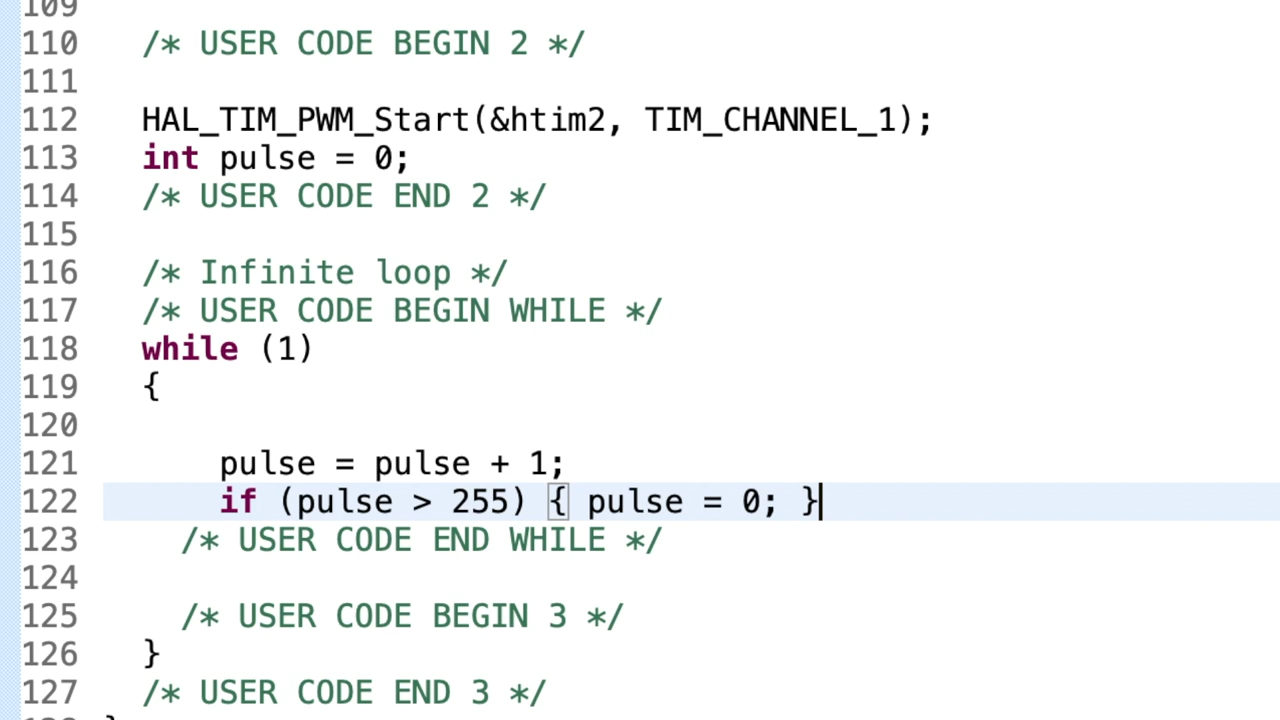 109
110 /* USER CODE BEGIN 2 */
111
112 HAL_TIM_PWM_Start(&htim2, TIM_CHANNEL_1);
113 int pulse = 0;
114 /* USER CODE END 2 */
115
116 /* Infinite loop */
117 /* USER CODE BEGIN WHILE */
118 while (1)
119 {
120
121 pulse = pulse + 1;
122 if (pulse > 255) { pulse = 0; }
123 /* USER CODE END WHILE */
124
125 /* USER CODE BEGIN 3 */
126 }
127 /* USER CODE END 3 */